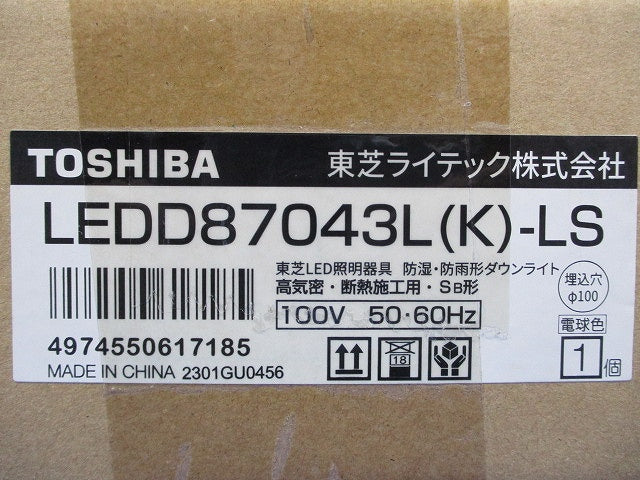 TOSHIBA 東芝ライテック株式会社
LEDD87043L(K)-LS
東芝LED照明器具 防湿・防雨形ダウンライト
高気密・断熱施工用・SB形
埋込穴
φ100
100V 50・60Hz
電球色
4974550617185
MADE IN CHINA 2301GU0456
18
1個